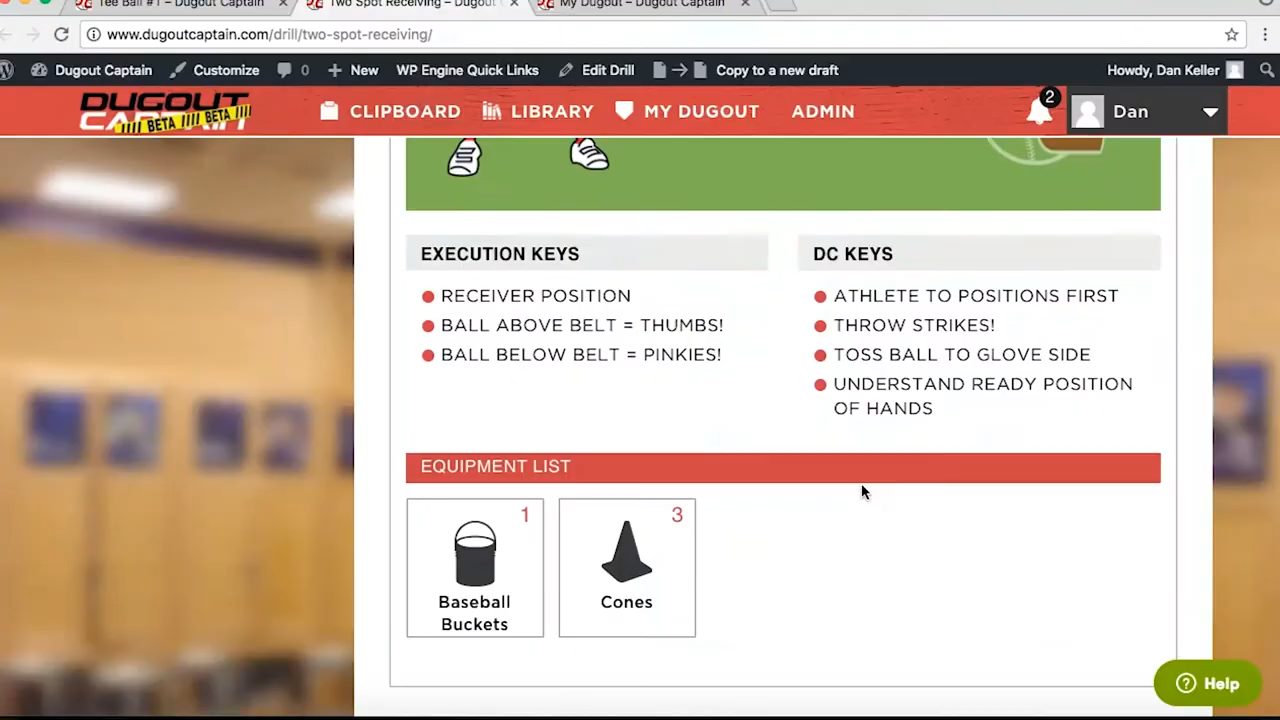 Tee Ball #1 – Dugout Captain
Two Spot Receiving – Dugout
My Dugout – Dugout Captain
www.dugoutcaptain.com/drill/two-spot-receiving/
Dugout Captain
Customize
0
New
WP Engine Quick Links
Edit Drill
Copy to a new draft
Howdy, Dan Keller
DUGOUT
CAPTAIN
BETA BETA
CLIPBOARD
LIBRARY
MY DUGOUT
ADMIN
2
Dan
EXECUTION KEYS
RECEIVER POSITION
BALL ABOVE BELT = THUMBS!
BALL BELOW BELT = PINKIES!
DC KEYS
ATHLETE TO POSITIONS FIRST
THROW STRIKES!
TOSS BALL TO GLOVE SIDE
UNDERSTAND READY POSITION
OF HANDS
EQUIPMENT LIST
1
Baseball
Buckets
3
Cones
? Help